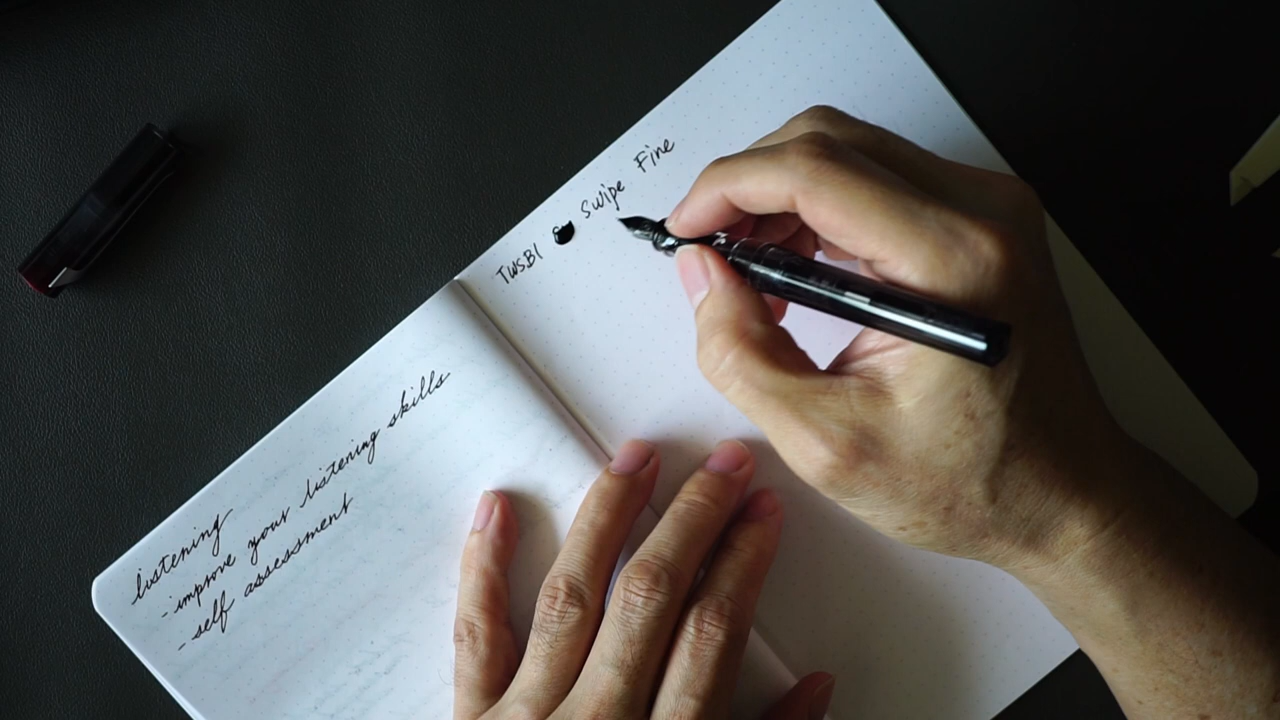 listening
- improve your listening skills
- self assessment
TWSBI Swipe Fine